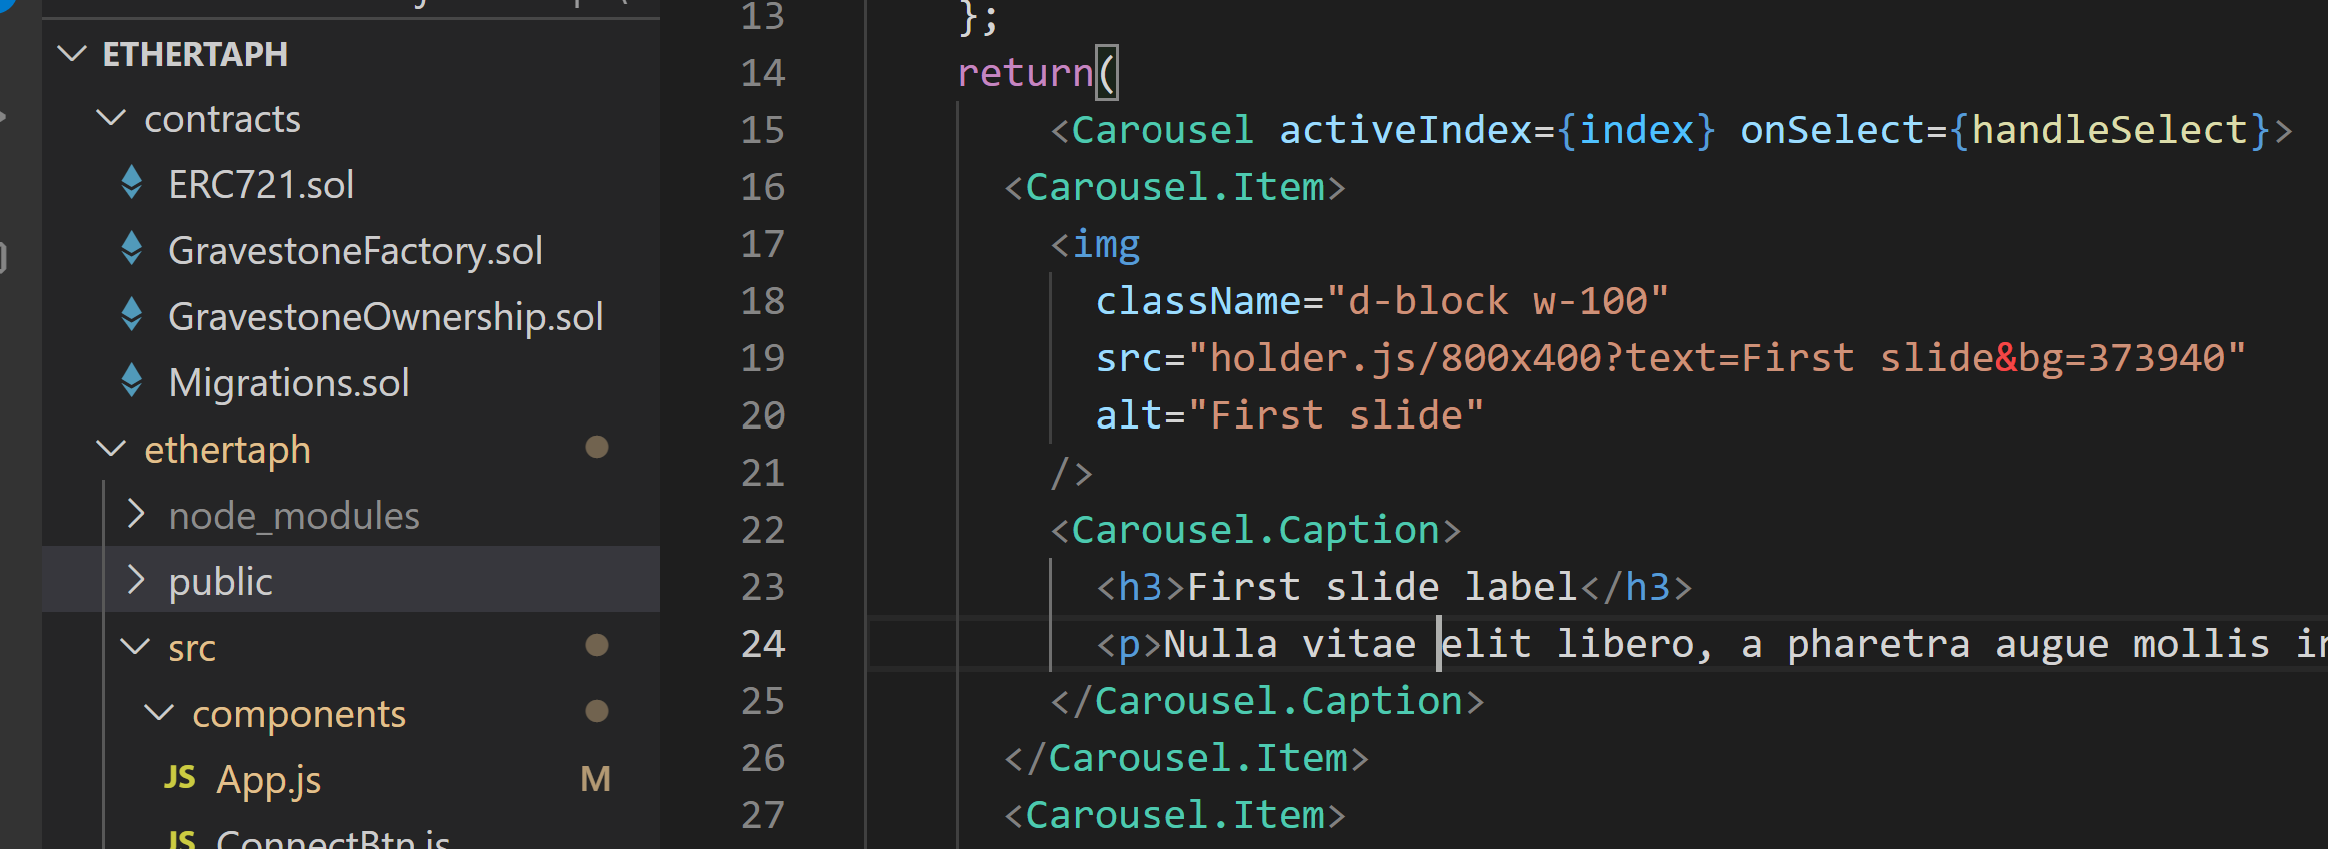 ETHERTAPH
contracts
ERC721.sol
GravestoneFactory.sol
GravestoneOwnership.sol
Migrations.sol
ethertaph
node_modules
public
src
components
JS App.js M
JS ConnectBtn.js
13 };
14 return(
15 <Carousel activeIndex={index} onSelect={handleSelect}>
16 <Carousel.Item>
17 <img
18 className="d-block w-100"
19 src="holder.js/800x400?text=First slide&bg=373940"
20 alt="First slide"
21 />
22 <Carousel.Caption>
23 <h3>First slide label</h3>
24 <p>Nulla vitae elit libero, a pharetra augue mollis
25 </Carousel.Caption>
26 </Carousel.Item>
27 <Carousel.Item>